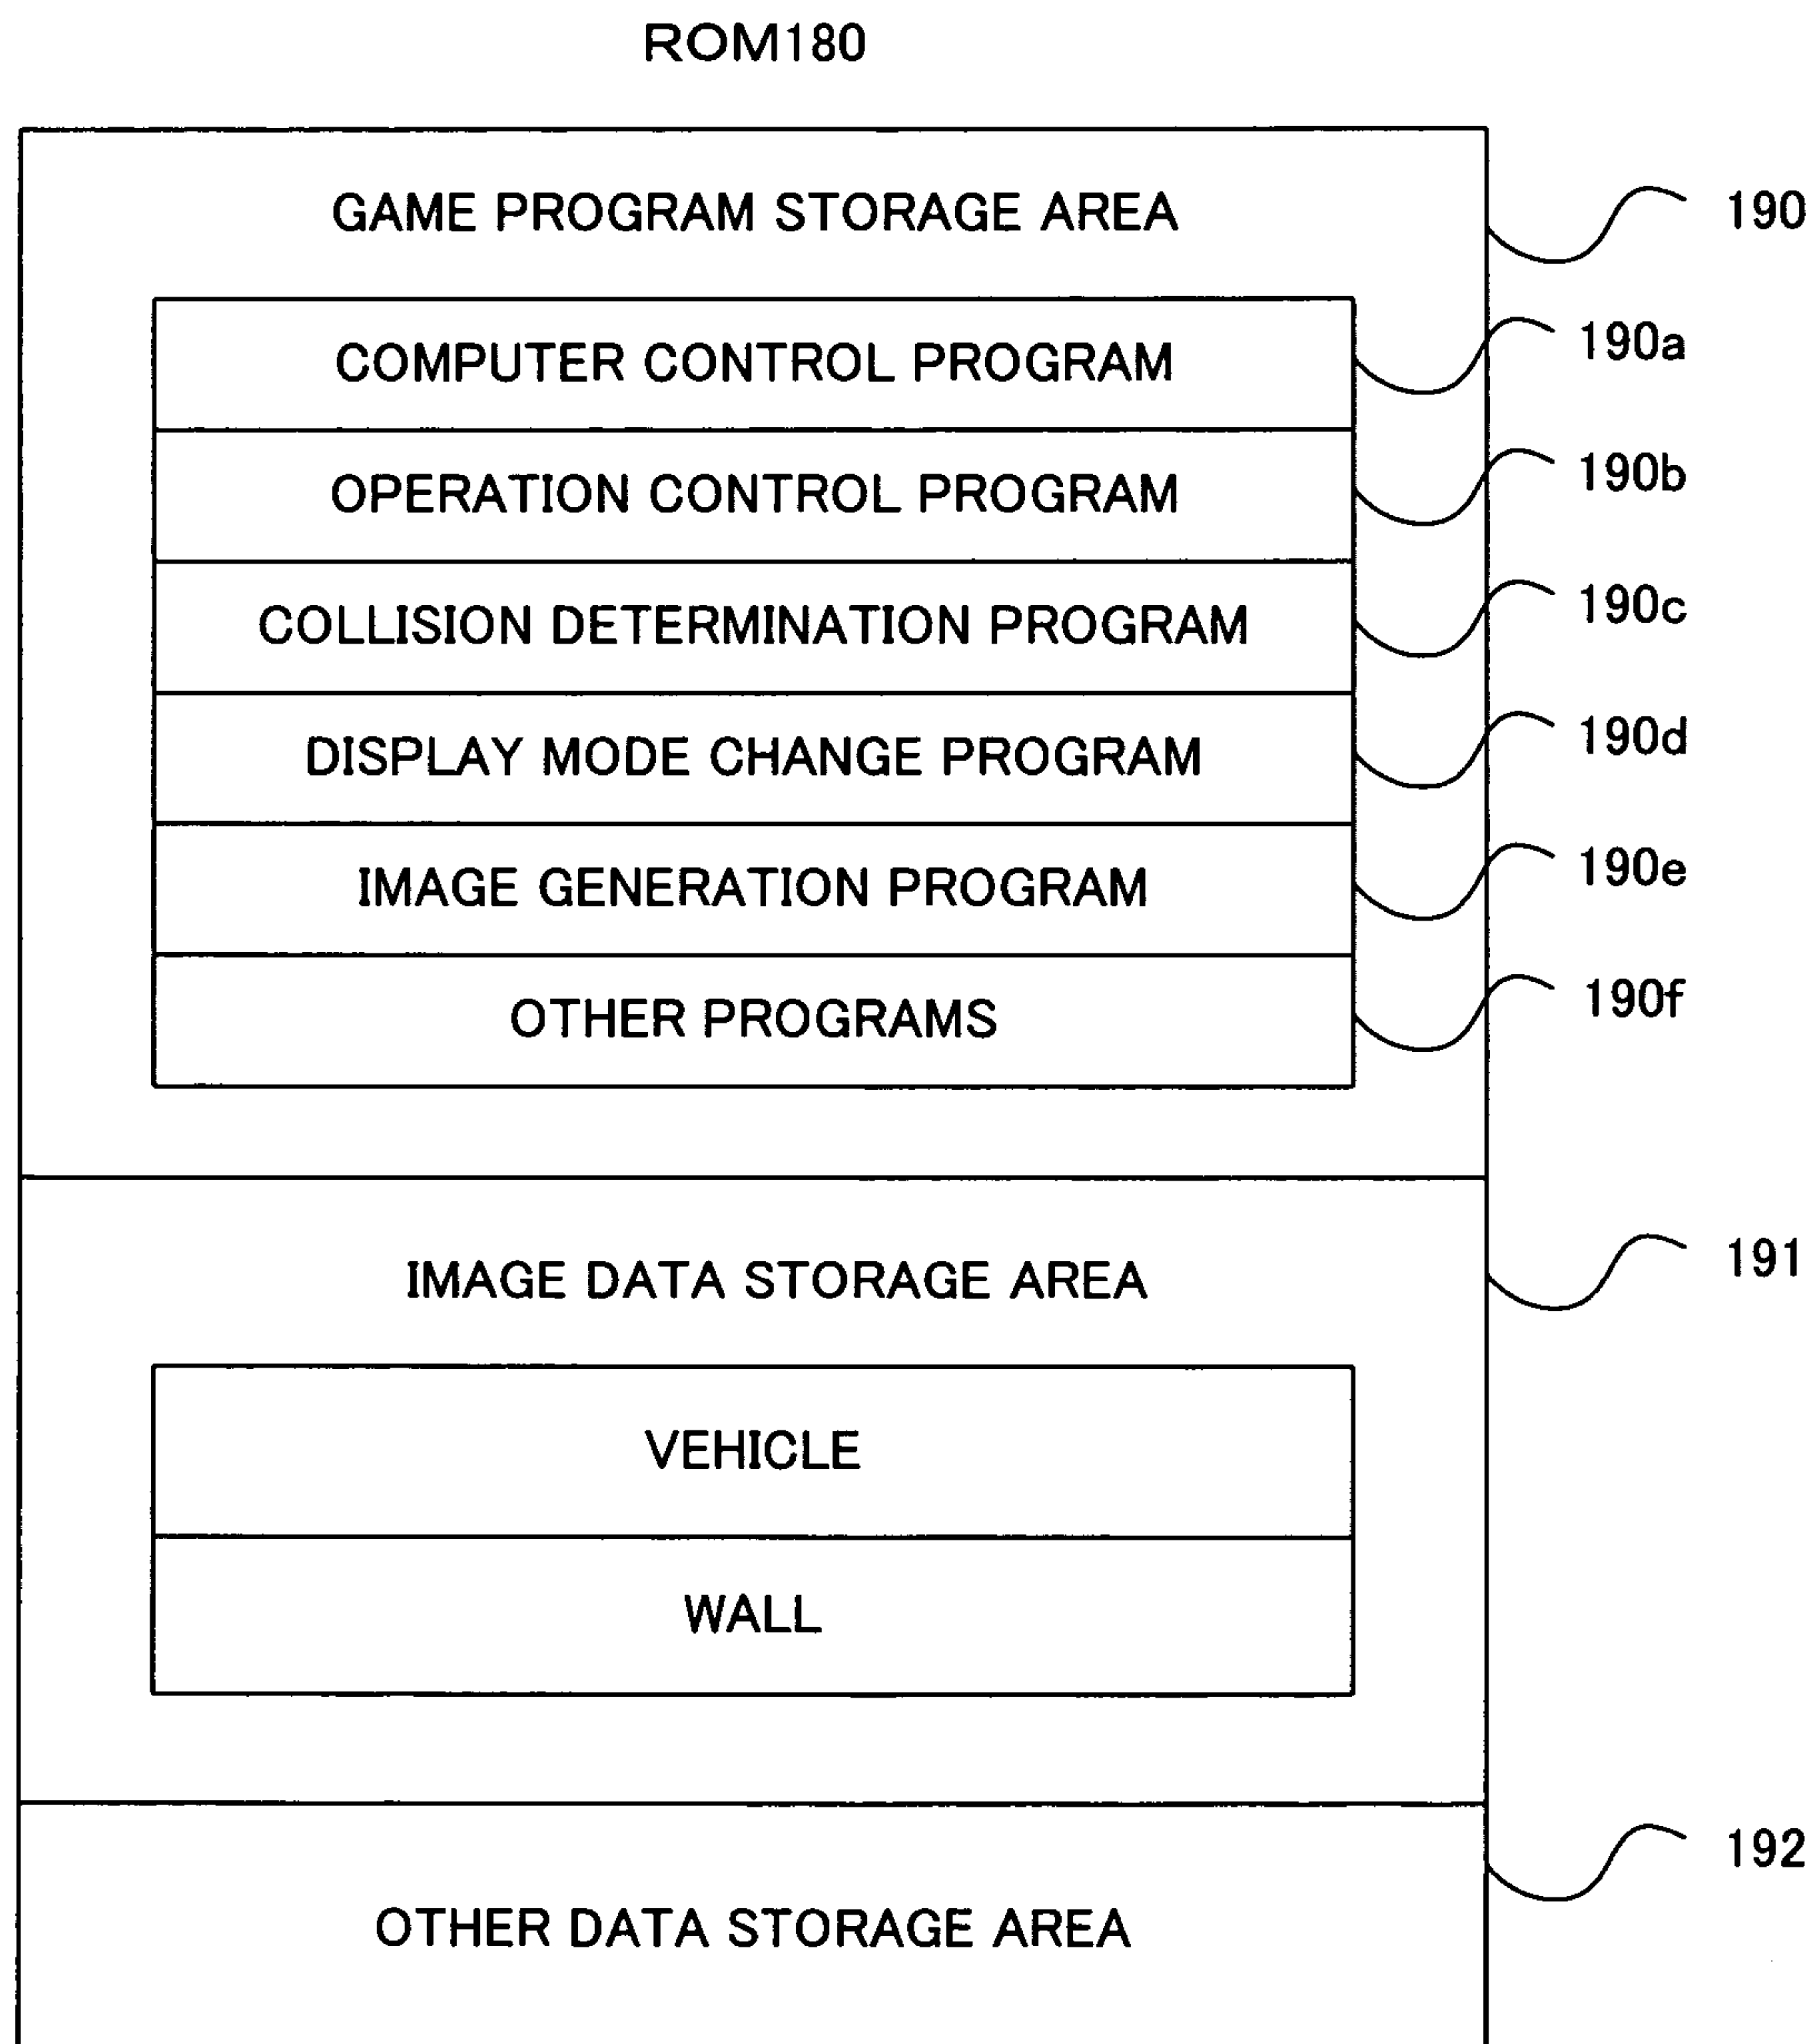 ROM180
GAME PROGRAM STORAGE AREA
190
COMPUTER CONTROL PROGRAM
190a
OPERATION CONTROL PROGRAM
190b
COLLISION DETERMINATION PROGRAM
190c
DISPLAY MODE CHANGE PROGRAM
190d
IMAGE GENERATION PROGRAM
190e
OTHER PROGRAMS
190f
IMAGE DATA STORAGE AREA
191
VEHICLE
WALL
192
OTHER DATA STORAGE AREA